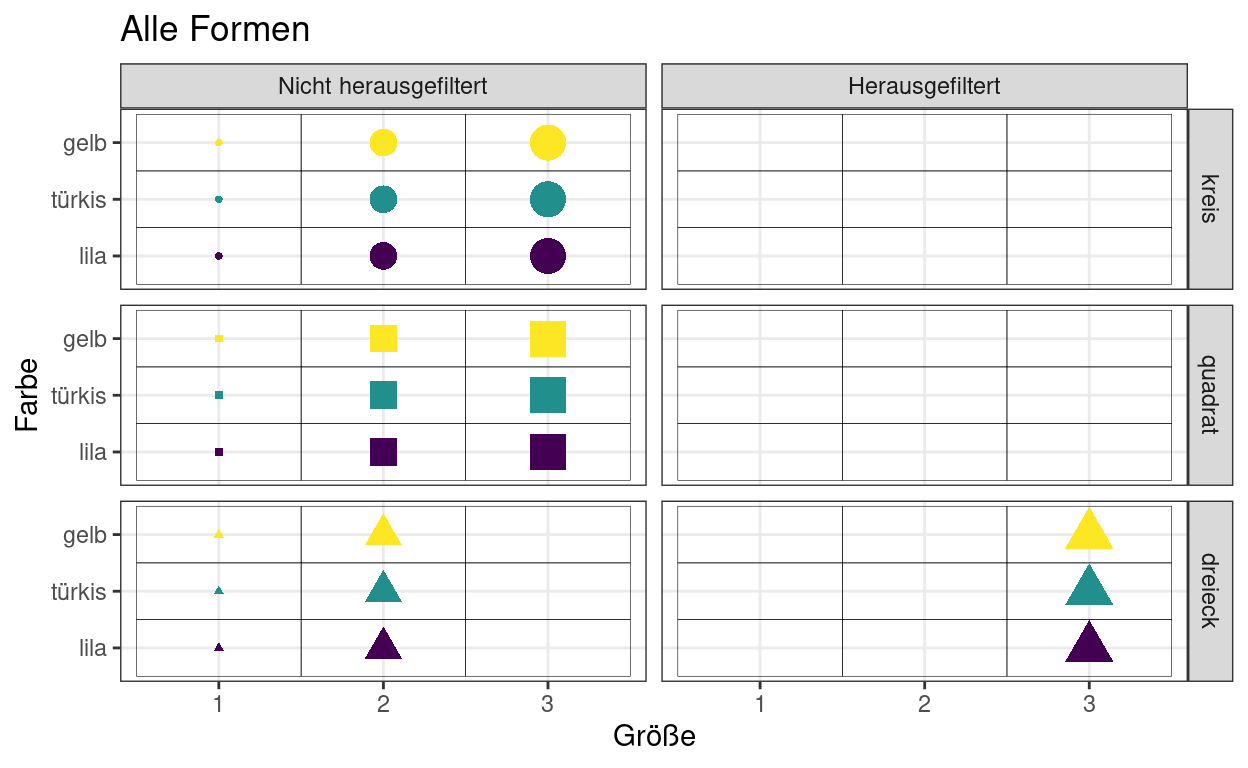 Alle Formen
Nicht herausgefiltert
Herausgefiltert
gelb
türkis
lila
kreis
gelb
türkis
lila
quadrat
gelb
türkis
lila
dreieck
Farbe
1 2 3
1 2 3
Größe